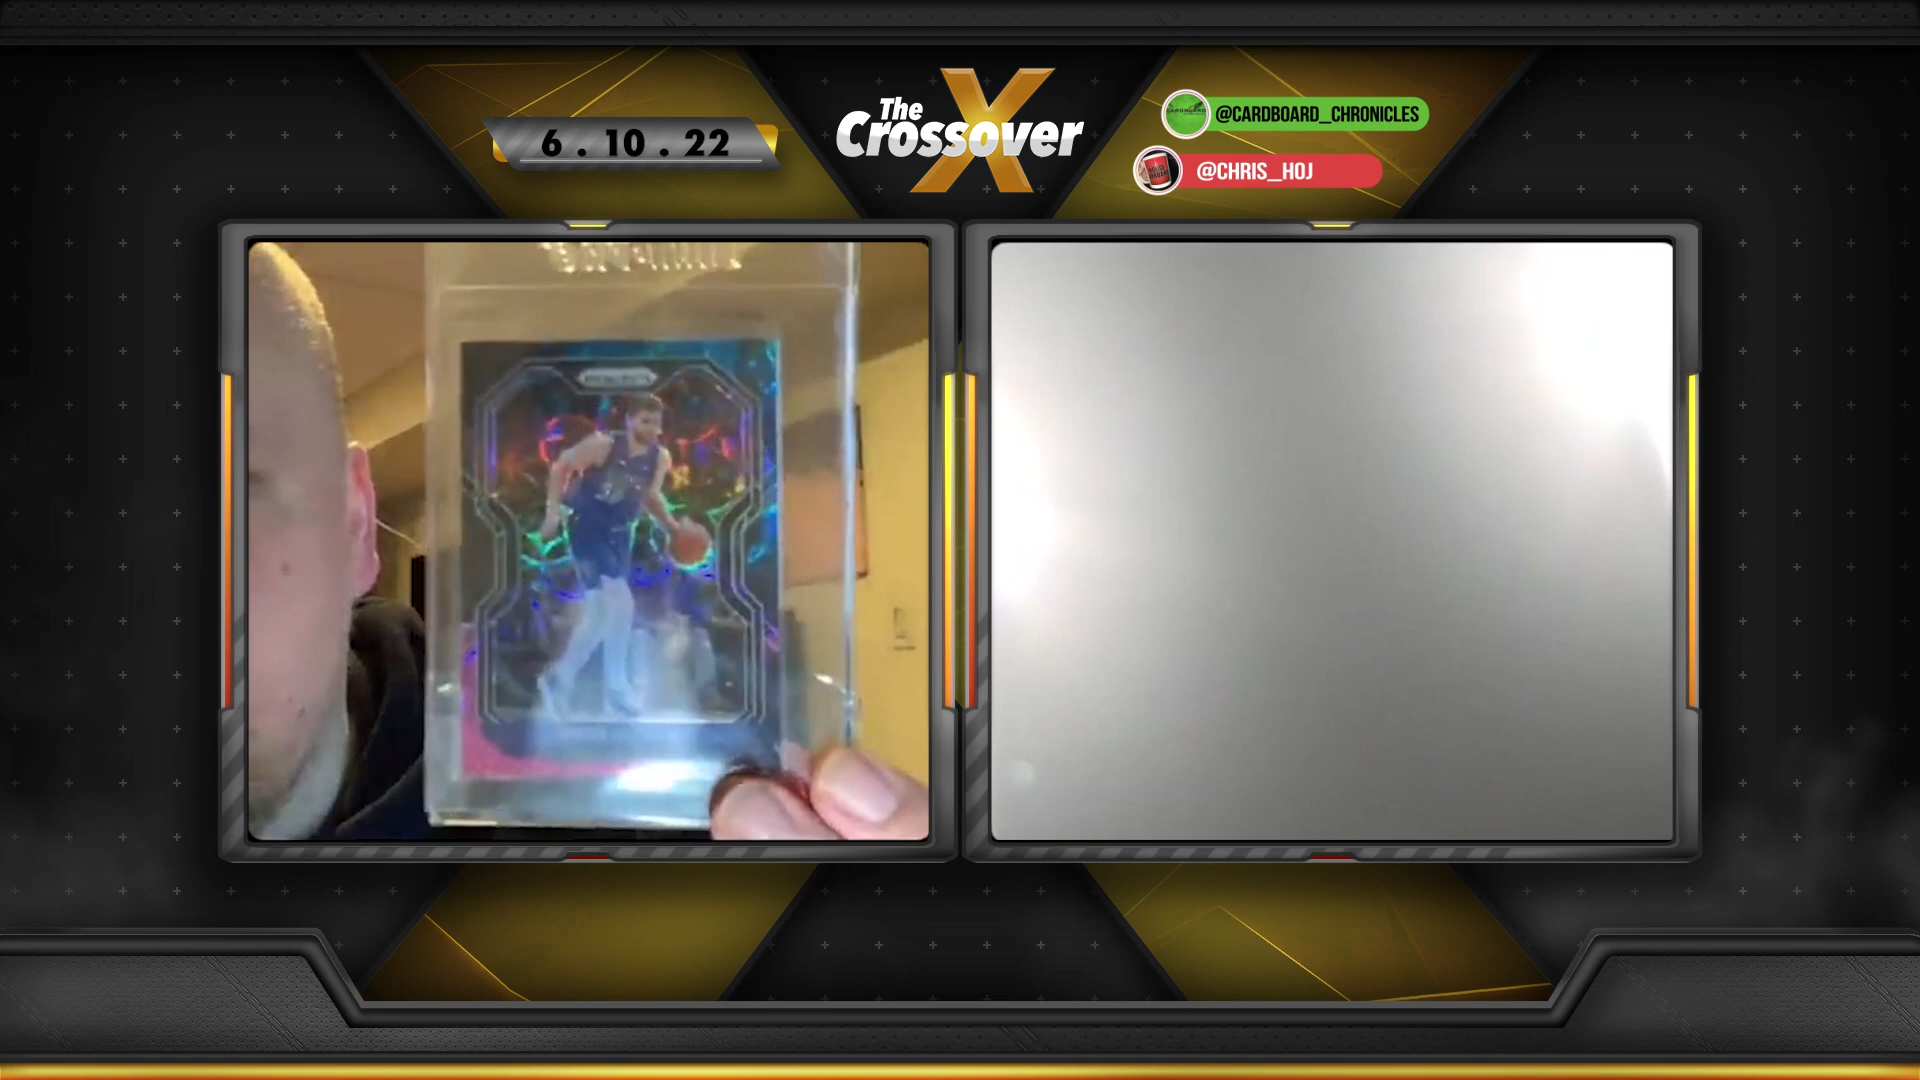 6 . 10 . 22
The
Crossover
X
@CARDBOARD_CHRONICLES
@CHRIS_HOJ